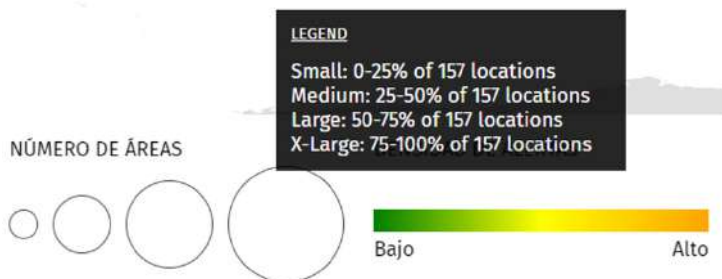 LEGEND
Small: 0-25% of 157 locations
Medium: 25-50% of 157 locations
Large: 50-75% of 157 locations
X-Large: 75-100% of 157 locations
NÚMERO DE ÁREAS
Bajo
Alto